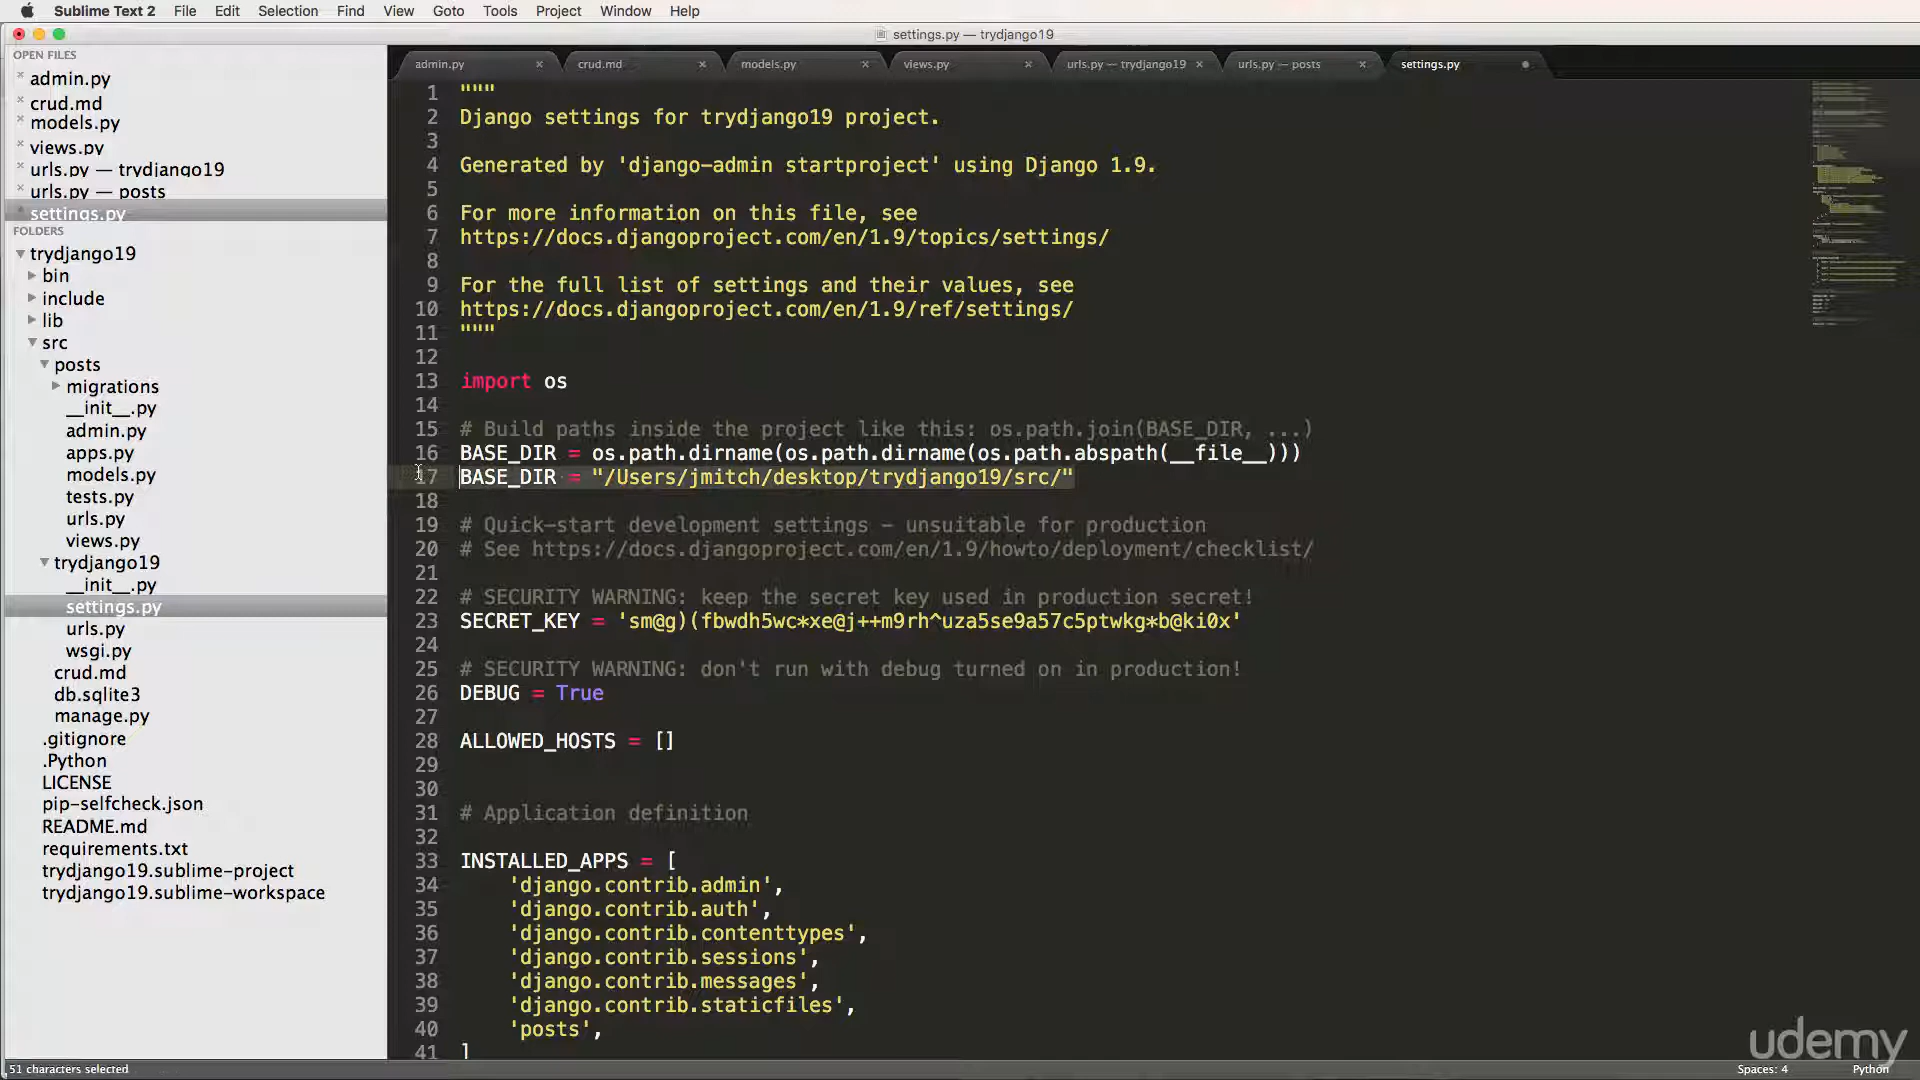 Sublime Text 2 File Edit Selection Find View Goto Tools Project Window Help
settings.py — trydjango19
OPEN FILES
admin.py
crud.md
models.py
views.py
urls.py — trydjango19
urls.py — posts
settings.py
FOLDERS
trydjango19
bin
include
lib
src
posts
migrations
__init__.py
admin.py
apps.py
models.py
tests.py
urls.py
views.py
trydjango19
__init__.py
settings.py
urls.py
wsgi.py
crud.md
db.sqlite3
manage.py
.gitignore
.Python
LICENSE
pip-selfcheck.json
README.md
requirements.txt
trydjango19.sublime-project
trydjango19.sublime-workspace
admin.py crud.md models.py views.py urls.py — trydjango19 urls.py — posts settings.py
1 """
2 Django settings for trydjango19 project.
3
4 Generated by 'django-admin startproject' using Django 1.9.
5
6 For more information on this file, see
7 https://docs.djangoproject.com/en/1.9/topics/settings/
8
9 For the full list of settings and their values, see
10 https://docs.djangoproject.com/en/1.9/ref/settings/
11 """
12
13 import os
14
15 # Build paths inside the project like this: os.path.join(BASE_DIR, ...)
16 BASE_DIR = os.path.dirname(os.path.dirname(os.path.abspath(__file__)))
17 BASE_DIR = "/Users/jmitch/desktop/trydjango19/src/"
18
19 # Quick-start development settings - unsuitable for production
20 # See https://docs.djangoproject.com/en/1.9/howto/deployment/checklist/
21
22 # SECURITY WARNING: keep the secret key used in production secret!
23 SECRET_KEY = 'sm@g)(fbwdh5wc*xe@j++m9rh^uza5se9a57c5ptwkg*b@ki0x'
24
25 # SECURITY WARNING: don't run with debug turned on in production!
26 DEBUG = True
27
28 ALLOWED_HOSTS = []
29
30
31 # Application definition
32
33 INSTALLED_APPS = [
34 'django.contrib.admin',
35 'django.contrib.auth',
36 'django.contrib.contenttypes',
37 'django.contrib.sessions',
38 'django.contrib.messages',
39 'django.contrib.staticfiles',
40 'posts',
41 ]
51 characters selected
Spaces: 4 Python
udemy